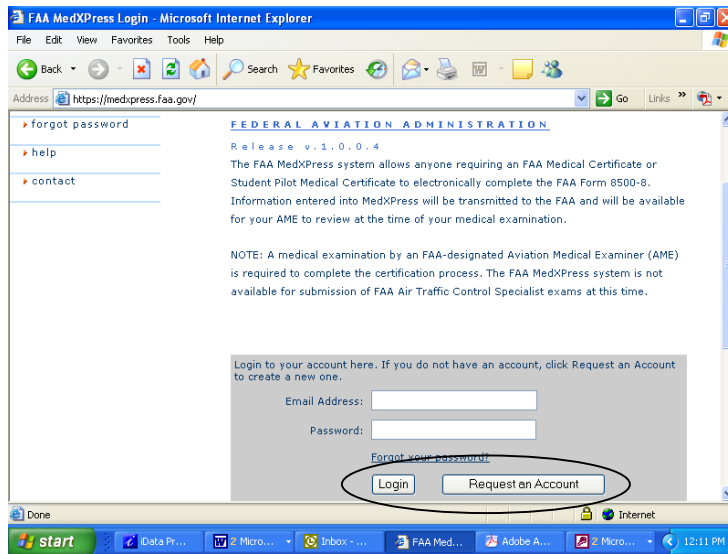 FAA MedXPress Login - Microsoft Internet Explorer
File Edit View Favorites Tools Help
Back Search Favorites
Address https://medxpress.faa.gov/ Go Links »
forgot password
help
contact
FEDERAL AVIATION ADMINISTRATION
Release v.1.0.0.4
The FAA MedXPress system allows anyone requiring an FAA Medical Certificate or
Student Pilot Medical Certificate to electronically complete the FAA Form 8500-8.
Information entered into MedXPress will be transmitted to the FAA and will be available
for your AME to review at the time of your medical examination.
NOTE: A medical examination by an FAA-designated Aviation Medical Examiner (AME)
is required to complete the certification process. The FAA MedXPress system is not
available for submission of FAA Air Traffic Control Specialist exams at this time.
Login to your account here. If you do not have an account, click Request an Account
to create a new one.
Email Address:
Password:
Forgot your password?
Login Request an Account
Done Internet
start iData Pr... 2 Micro... Inbox - ... FAA Med... Adobe A... 2 Micro... 12:11 PM